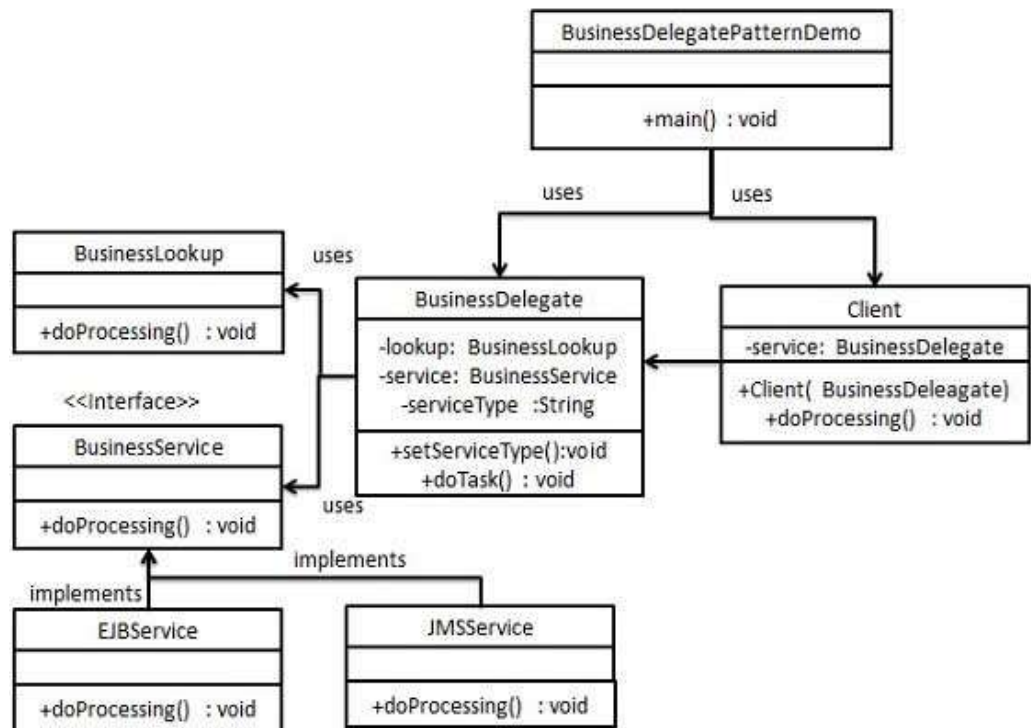 BusinessDelegatePatternDemo
+main() : void
uses
uses
BusinessLookup
+doProcessing() : void
uses
BusinessDelegate
-lookup: BusinessLookup
-service: BusinessService
-serviceType :String
+setServiceType():void
+doTask() : void
Client
-service: BusinessDelegate
+Client( BusinessDeleagate)
+doProcessing() : void
<<Interface>>
BusinessService
+doProcessing() : void
uses
implements
implements
EJBService
+doProcessing() : void
JMSService
+doProcessing() : void